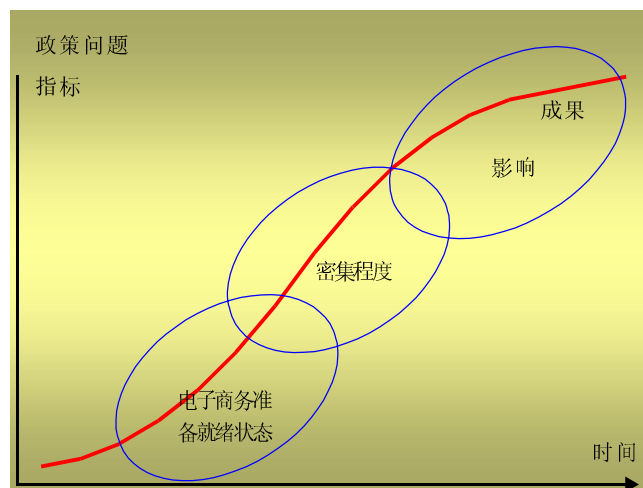 政策问题
指标
成果
影响
密集程度
电子商务准
备就绪状态
时间